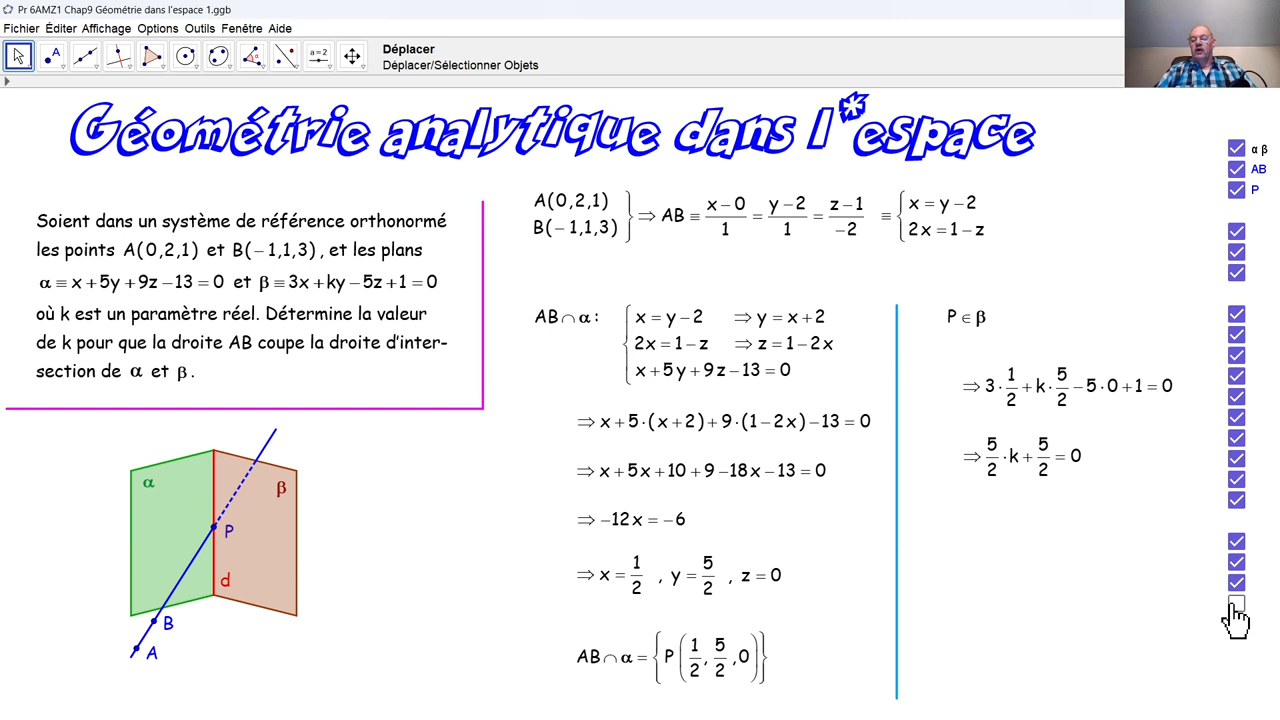 Pr 6AMZ1 Chap9 Géométrie dans l'espace 1.ggb
Fichier Éditer Affichage Options Outils Fenêtre Aide
A
a=2
Déplacer
Déplacer/Sélectionner Objets
Géométrie analytique dans l'espace
α β
AB
P
Soient dans un système de référence orthonormé
les points A(0,2,1) et B(−1,1,3), et les plans
α ≡ x+5y+9z−13=0 et β ≡ 3x+ky−5z+1=0
où k est un paramètre réel. Détermine la valeur
de k pour que la droite AB coupe la droite d'inter-
section de α et β.
A(0,2,1)
B(−1,1,3)
} ⇒ AB ≡ (x−0)/1 = (y−2)/1 = (z−1)/−2 ≡ { x=y−2
2x=1−z
AB∩α: { x=y−2 ⇒ y=x+2
2x=1−z ⇒ z=1−2x
x+5y+9z−13=0
⇒ x+5·(x+2)+9·(1−2x)−13=0
⇒ x+5x+10+9−18x−13=0
⇒ −12x=−6
⇒ x=1/2 , y=5/2 , z=0
AB∩α = {P(1/2, 5/2, 0)}
P∈β
⇒ 3·1/2+k·5/2−5·0+1=0
⇒ 5/2·k+5/2=0
α
β
P
d
B
A